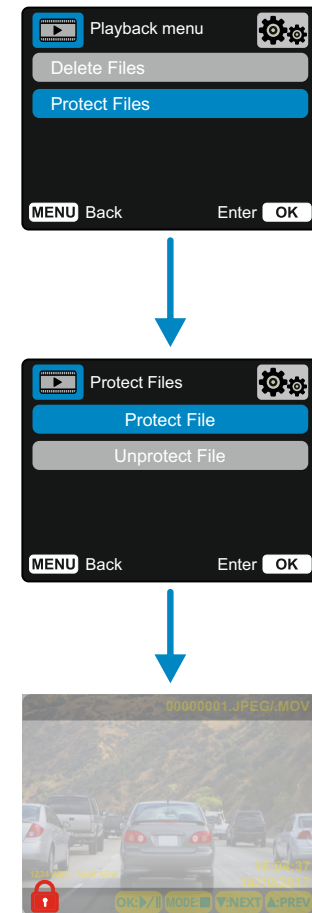 Playback menu
Delete Files
Protect Files
MENU Back Enter OK
Protect Files
Protect File
Unprotect File
MENU Back Enter OK
00000001.JPEG/.MOV
OK: MODE: ▼:NEXT ▲:PREV